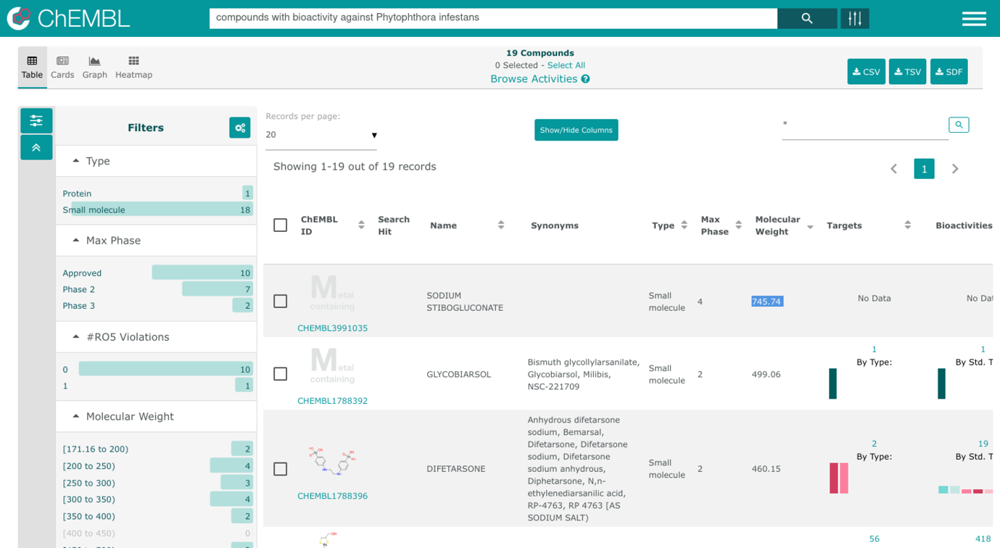 ChEMBL
compounds with bioactivity against Phytophthora infestans
Table
Cards
Graph
Heatmap
19 Compounds
0 Selected - Select All
Browse Activities
CSV
TSV
SDF
Filters
Type
Protein 1
Small molecule 18
Max Phase
Approved 10
Phase 2 7
Phase 3 2
#RO5 Violations
0 10
1 1
Molecular Weight
[171.16 to 200) 2
[200 to 250) 4
[250 to 300) 3
[300 to 350) 4
[350 to 400) 2
[400 to 450) 0
Records per page:
20
Show/Hide Columns
*
Showing 1-19 out of 19 records
1
ChEMBL ID
Search Hit
Name
Synonyms
Type
Max Phase
Molecular Weight
Targets
Bioactivities
Metal containing
CHEMBL3991035
SODIUM
STIBOGLUCONATE
Small
molecule
4
745.74
No Data
No Dat
Metal containing
CHEMBL1788392
GLYCOBIARSOL
Bismuth glycollylarsanilate,
Glycobiarsol, Milibis,
NSC-221709
Small
molecule
2
499.06
1
By Type:
1
By Std. T
CHEMBL1788396
DIFETARSONE
Anhydrous difetarsone
sodium, Bemarsal,
Difetarsone, Difetarsone
sodium, Difetarsone
sodium anhydrous,
Diphetarsone, N,n-
ethylenediarsanilic acid,
RP-4763, RP 4763 [AS
SODIUM SALT)
Small
molecule
2
460.15
2
By Type:
19
By Std. T
56
418